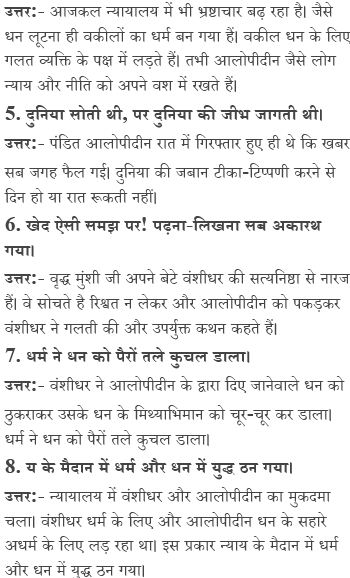 उत्तर:- आजकल न्यायालय में भी भ्रष्टाचार बढ़ रहा है। जैसे
धन लूटना ही वकीलों का धर्म बन गया हैं। वकील धन के लिए
गलत व्यक्ति के पक्ष में लड़ते हैं। तभी आलोपीदीन जैसे लोग
न्याय और नीति को अपने वश में रखते हैं।
5. दुनिया सोती थी, पर दुनिया की जीभ जागती थी।
उत्तर:- पंडित आलोपीदीन रात में गिरफ्तार हुए ही थे कि खबर
सब जगह फैल गई। दुनिया की जबान टीका-टिप्पणी करने से
दिन हो या रात रूकती नहीं।
6. खेद ऐसी समझ पर! पढ़ना-लिखना सब अकारथ
गया।
उत्तर:- वृद्ध मुंशी जी अपने बेटे वंशीधर की सत्यनिष्ठा से नारज
हैं। वे सोचते है रिश्वत न लेकर और आलोपीदीन को पकड़कर
वंशीधर ने गलती की और उपर्युक्त कथन कहते हैं।
7. धर्म ने धन को पैरों तले कुचल डाला।
उत्तर:- वंशीधर ने आलोपीदीन के द्वारा दिए जानेवाले धन को
ठुकराकर उसके धन के मिथ्याभिमान को चूर-चूर कर डाला।
धर्म ने धन को पैरों तले कुचल डाला।
8. य के मैदान में धर्म और धन में युद्ध ठन गया।
उत्तर:- न्यायालय में वंशीधर और आलोपीदीन का मुकदमा
चला। वंशीधर धर्म के लिए और आलोपीदीन धन के सहारे
अधर्म के लिए लड़ रहा था। इस प्रकार न्याय के मैदान में धर्म
और धन में युद्ध ठन गया।